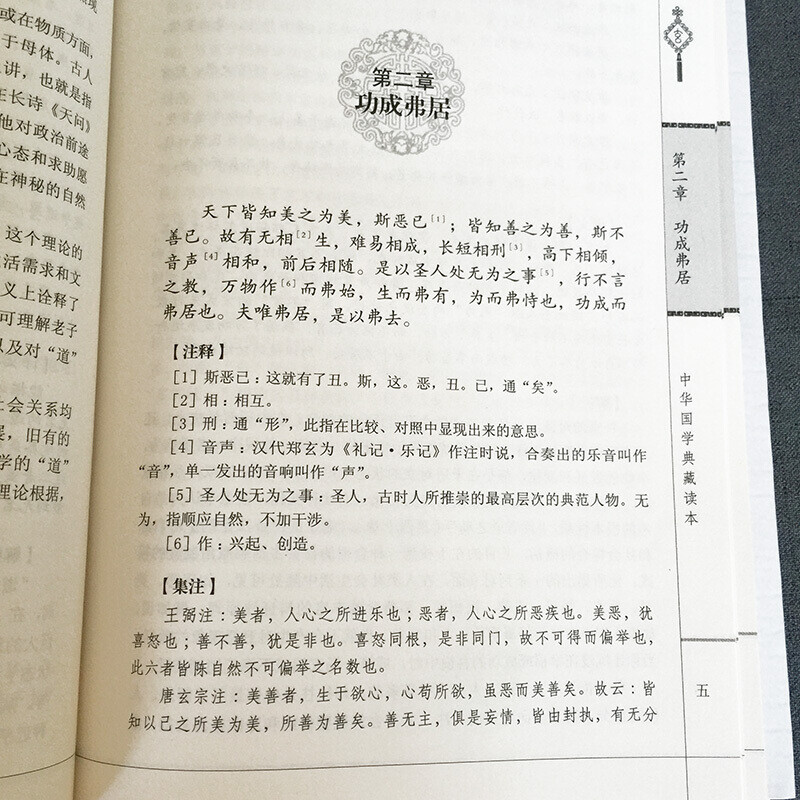 或在物质方面，
于母体。古人
讲，也就是指
在长诗《天问》
他对政治前途
心态和求助愿
在神秘的自然
这个理论的
活需求和文
义上诠释了
可理解老子
以及对“道”
会关系均
展，旧有的
学的“道”
理论根据，
第二章
功成弗居
天下皆知美之为美，斯恶已[1]；皆知善之为善，斯不
善已。故有无相[2]生，难易相成，长短相刑[3]，高下相倾，
音声[4]相和，前后相随。是以圣人处无为之事[5]，行不言
之教，万物作[6]而弗始，生而弗有，为而弗恃也，功成而
弗居也。夫唯弗居，是以弗去。
【注释】
[1] 斯恶已：这就有了丑。斯，这。恶，丑。已，通“矣”。
[2] 相：相互。
[3] 刑：通“形”，此指在比较、对照中显现出来的意思。
[4] 音声：汉代郑玄为《礼记·乐记》作注时说，合奏出的乐音叫作
“音”，单一发出的音响叫作“声”。
[5] 圣人处无为之事：圣人，古时人所推崇的最高层次的典范人物。无
为，指顺应自然，不加干涉。
[6] 作：兴起、创造。
【集注】
王弼注：美者，人心之所进乐也；恶者，人心之所恶疾也。美恶，犹
喜怒也；善不善，犹是非也。喜怒同根，是非同门，故不可得而偏举也，
此六者皆陈自然不可偏举之名数也。
唐玄宗注：美善者，生于欲心，心苟所欲，虽恶而美善矣。故云：皆
知以己之所美为美，所善为善矣。善无主，俱是妄情，皆由封执，有无分
第二章 功成弗居
中华国学典藏读本
五